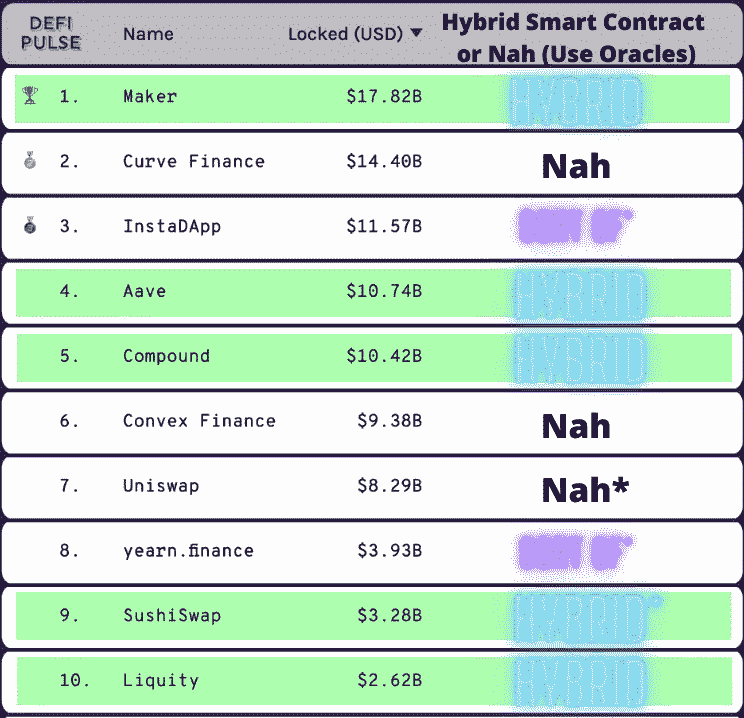 DEFI PULSE Name Locked (USD) ▼ Hybrid Smart Contract or Nah (Use Oracles)
1. Maker $17.82B HYBRID
2. Curve Finance $14.40B Nah
3. InstaDApp $11.57B
4. Aave $10.74B HYBRID
5. Compound $10.42B HYBRID
6. Convex Finance $9.38B Nah
7. Uniswap $8.29B Nah*
8. yearn.finance $3.93B
9. SushiSwap $3.28B HYBRID*
10. Liquity $2.62B HYBRID